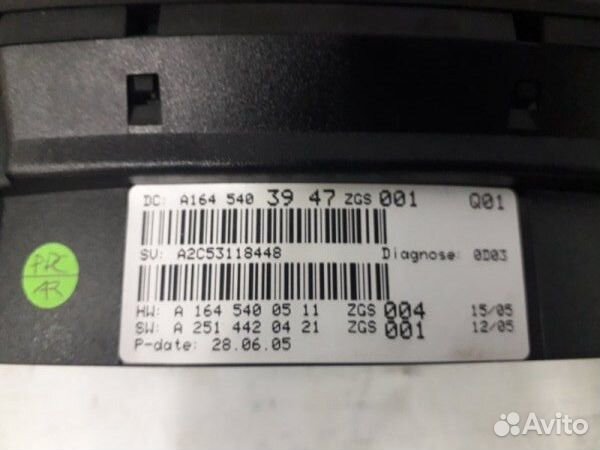 DC: A164 540 39 47 ZGS 001 Q01
SV: A2C53118448 Diagnose: 0D03
HW: A 164 540 05 11 ZGS 004 15/05
SW: A 251 442 04 21 ZGS 001 12/05
P-date: 28.06.05
Avito